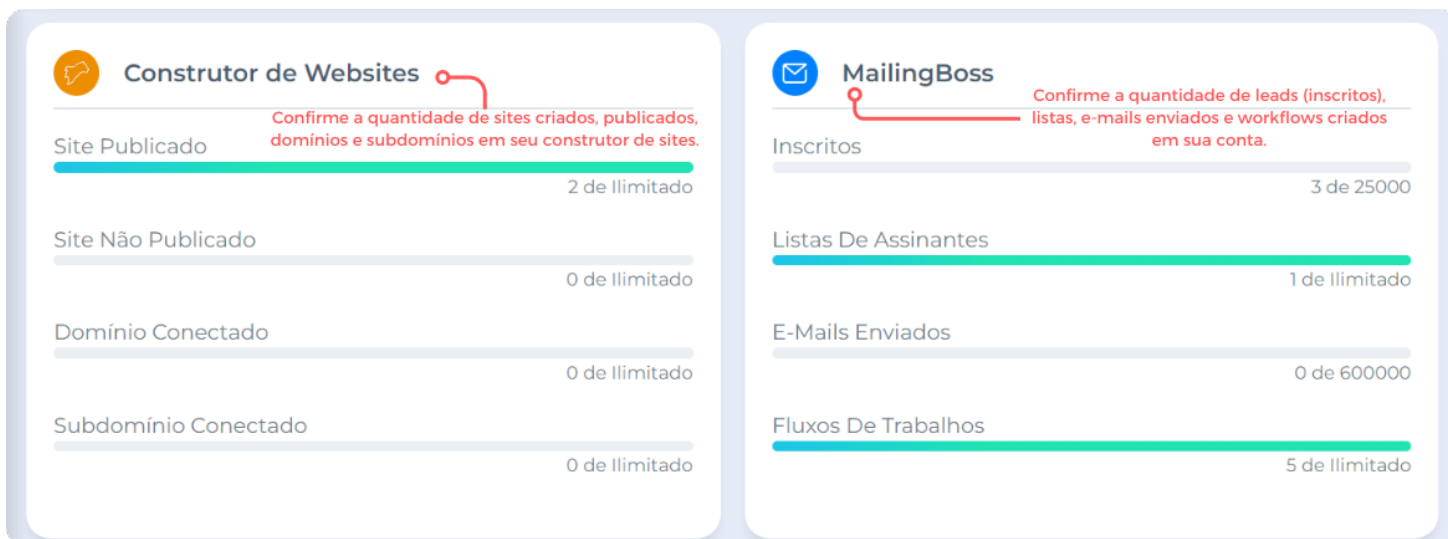 Construtor de Websites
Confirme a quantidade de sites criados, publicados,
domínios e subdomínios em seu construtor de sites.
Site Publicado
2 de Ilimitado
Site Não Publicado
0 de Ilimitado
Domínio Conectado
0 de Ilimitado
Subdomínio Conectado
0 de Ilimitado
MailingBoss
Confirme a quantidade de leads (inscritos),
listas, e-mails enviados e workflows criados
em sua conta.
Inscritos
3 de 25000
Listas De Assinantes
1 de Ilimitado
E-Mails Enviados
0 de 600000
Fluxos De Trabalhos
5 de Ilimitado